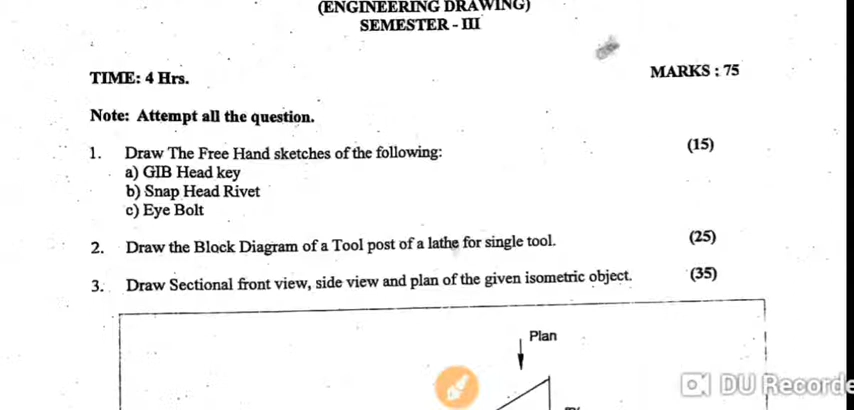 (ENGINEERING DRAWING)
SEMESTER - III
TIME: 4 Hrs.
MARKS : 75
Note: Attempt all the question.
1. Draw The Free Hand sketches of the following: (15)
a) GIB Head key
b) Snap Head Rivet
c) Eye Bolt
2. Draw the Block Diagram of a Tool post of a lathe for single tool. (25)
3. Draw Sectional front view, side view and plan of the given isometric object. (35)
Plan
DU Recorde